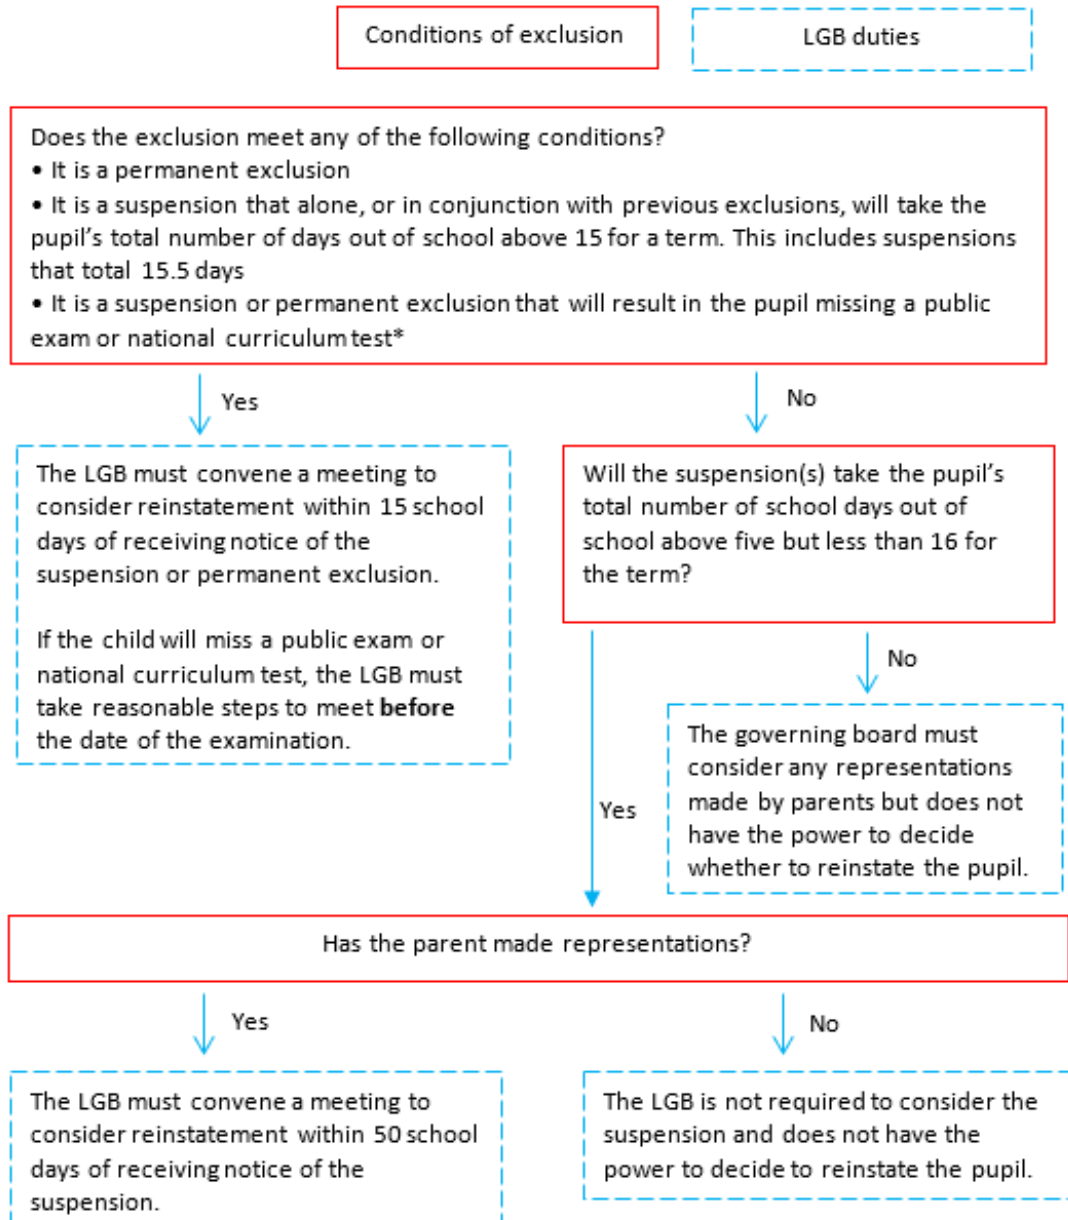 Conditions of exclusion
LGB duties
Does the exclusion meet any of the following conditions?
• It is a permanent exclusion
• It is a suspension that alone, or in conjunction with previous exclusions, will take the
pupil's total number of days out of school above 15 for a term. This includes suspensions
that total 15.5 days
• It is a suspension or permanent exclusion that will result in the pupil missing a public
exam or national curriculum test*
Yes
No
The LGB must convene a meeting to
consider reinstatement within 15 school
days of receiving notice of the
suspension or permanent exclusion.
If the child will miss a public exam or
national curriculum test, the LGB must
take reasonable steps to meet before
the date of the examination.
Will the suspension(s) take the pupil's
total number of school days out of
school above five but less than 16 for
the term?
No
The governing board must
consider any representations
made by parents but does not
have the power to decide
whether to reinstate the pupil.
Yes
Has the parent made representations?
Yes
No
The LGB must convene a meeting to
consider reinstatement within 50 school
days of receiving notice of the
suspension.
The LGB is not required to consider the
suspension and does not have the
power to decide to reinstate the pupil.